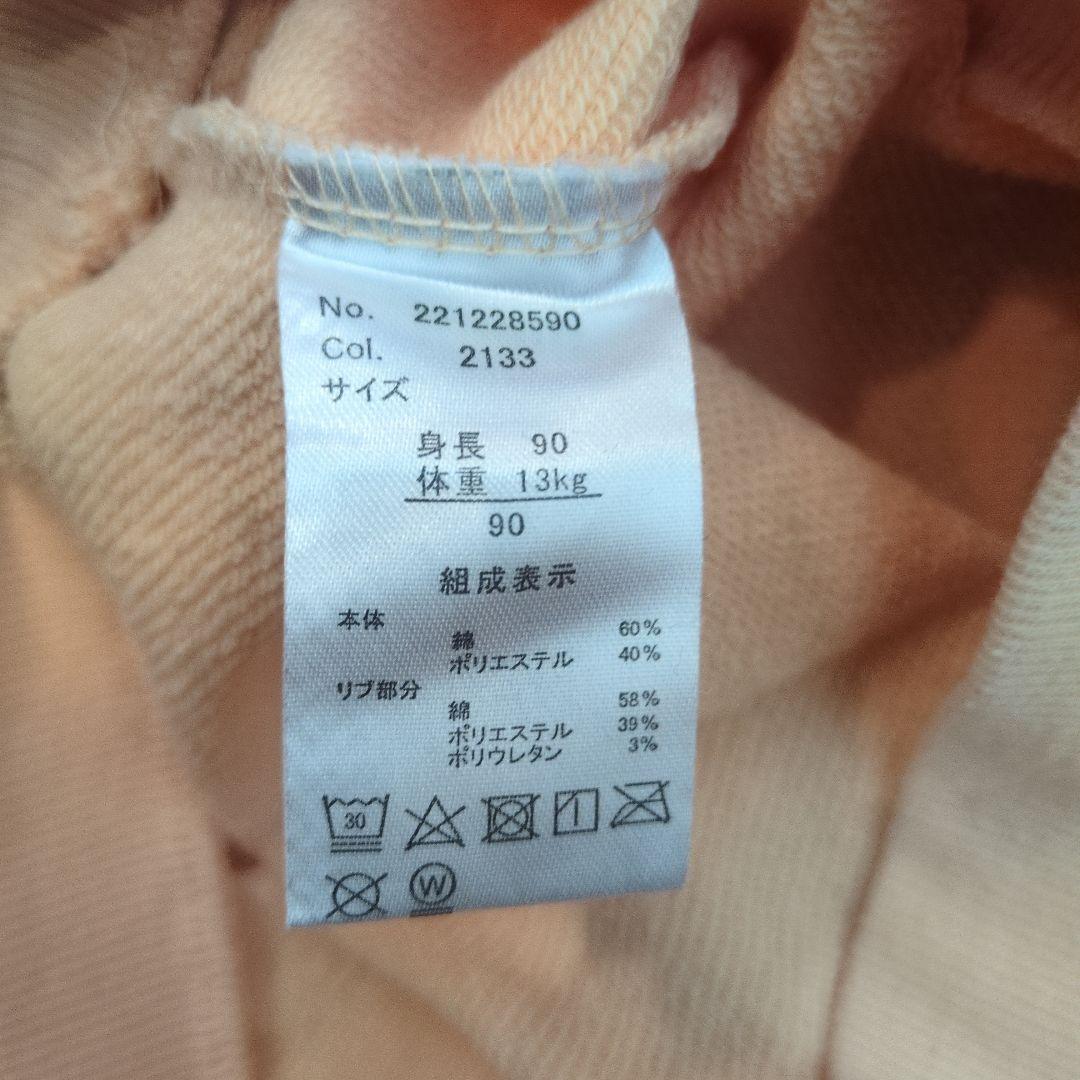 No. 221228590
Col. 2133
サイズ
身長 90
体重 13kg
90
組成表示
本体
綿 60%
ポリエステル 40%
リブ部分
綿 58%
ポリエステル 39%
ポリウレタン 3%
30
W